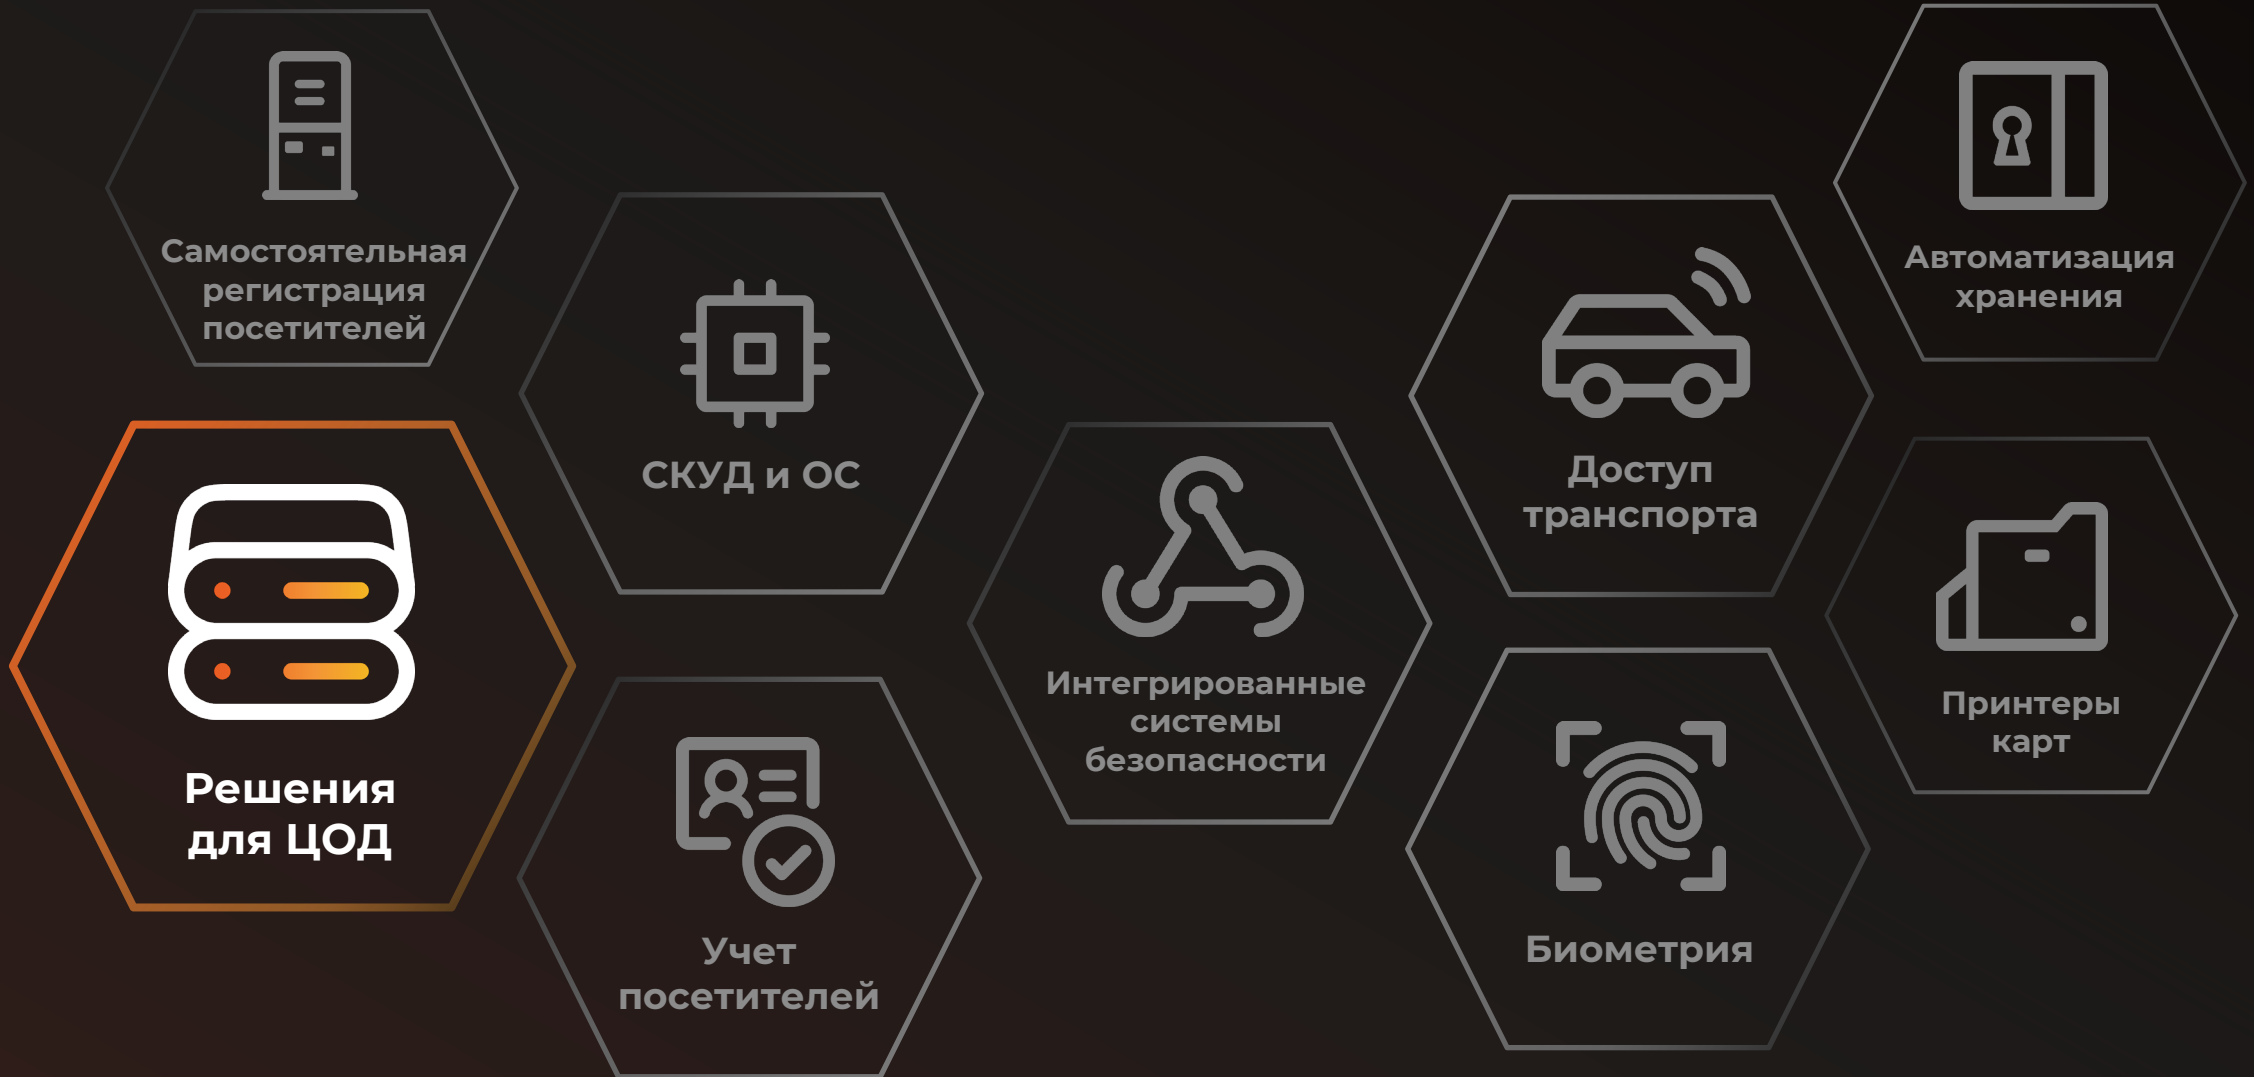 Самостоятельная
регистрация
посетителей
СКУД и ОС
Доступ
транспорта
Автоматизация
хранения
Решения
для ЦОД
Учет
посетителей
Интегрированные
системы
безопасности
Биометрия
Принтеры
карт